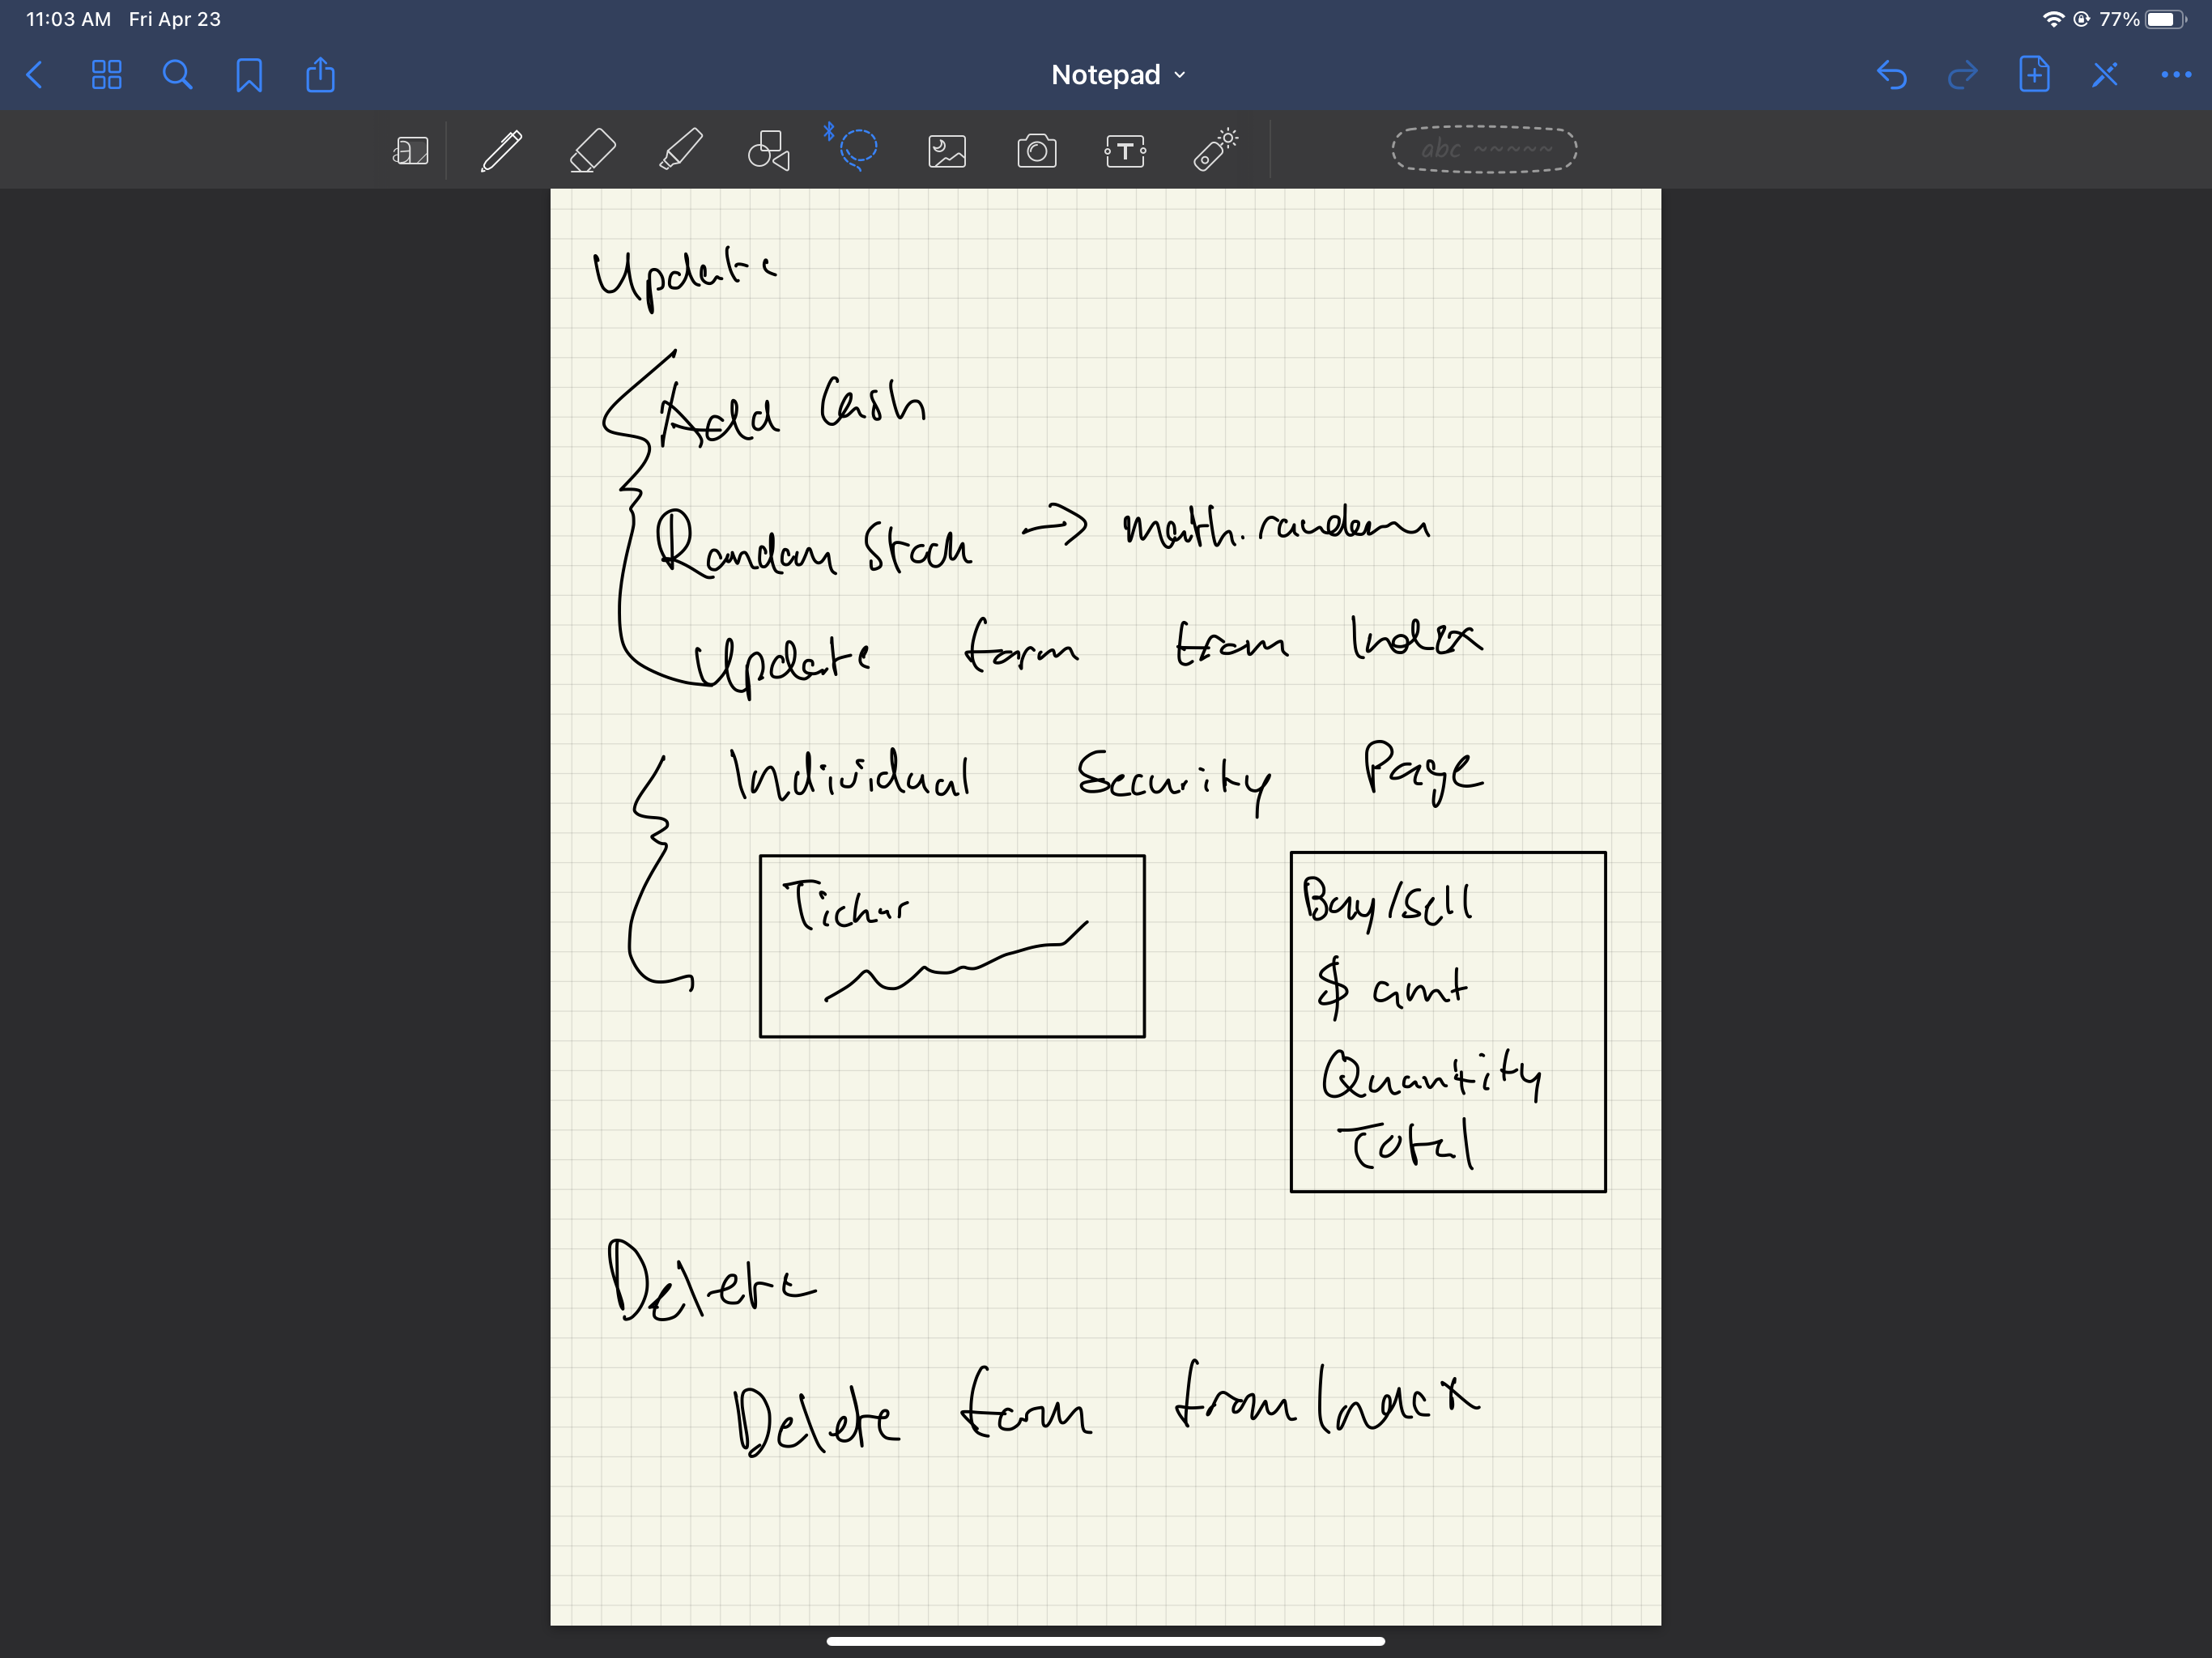 11:03 AM Fri Apr 23
77%
Notepad
T
abc
Update
Add Cash
Random → math.random
Update form from Index
Individual Security Page
Ticker
Buy/Sell
$ amt
Quantity
Total
Delete
Delete form from Index